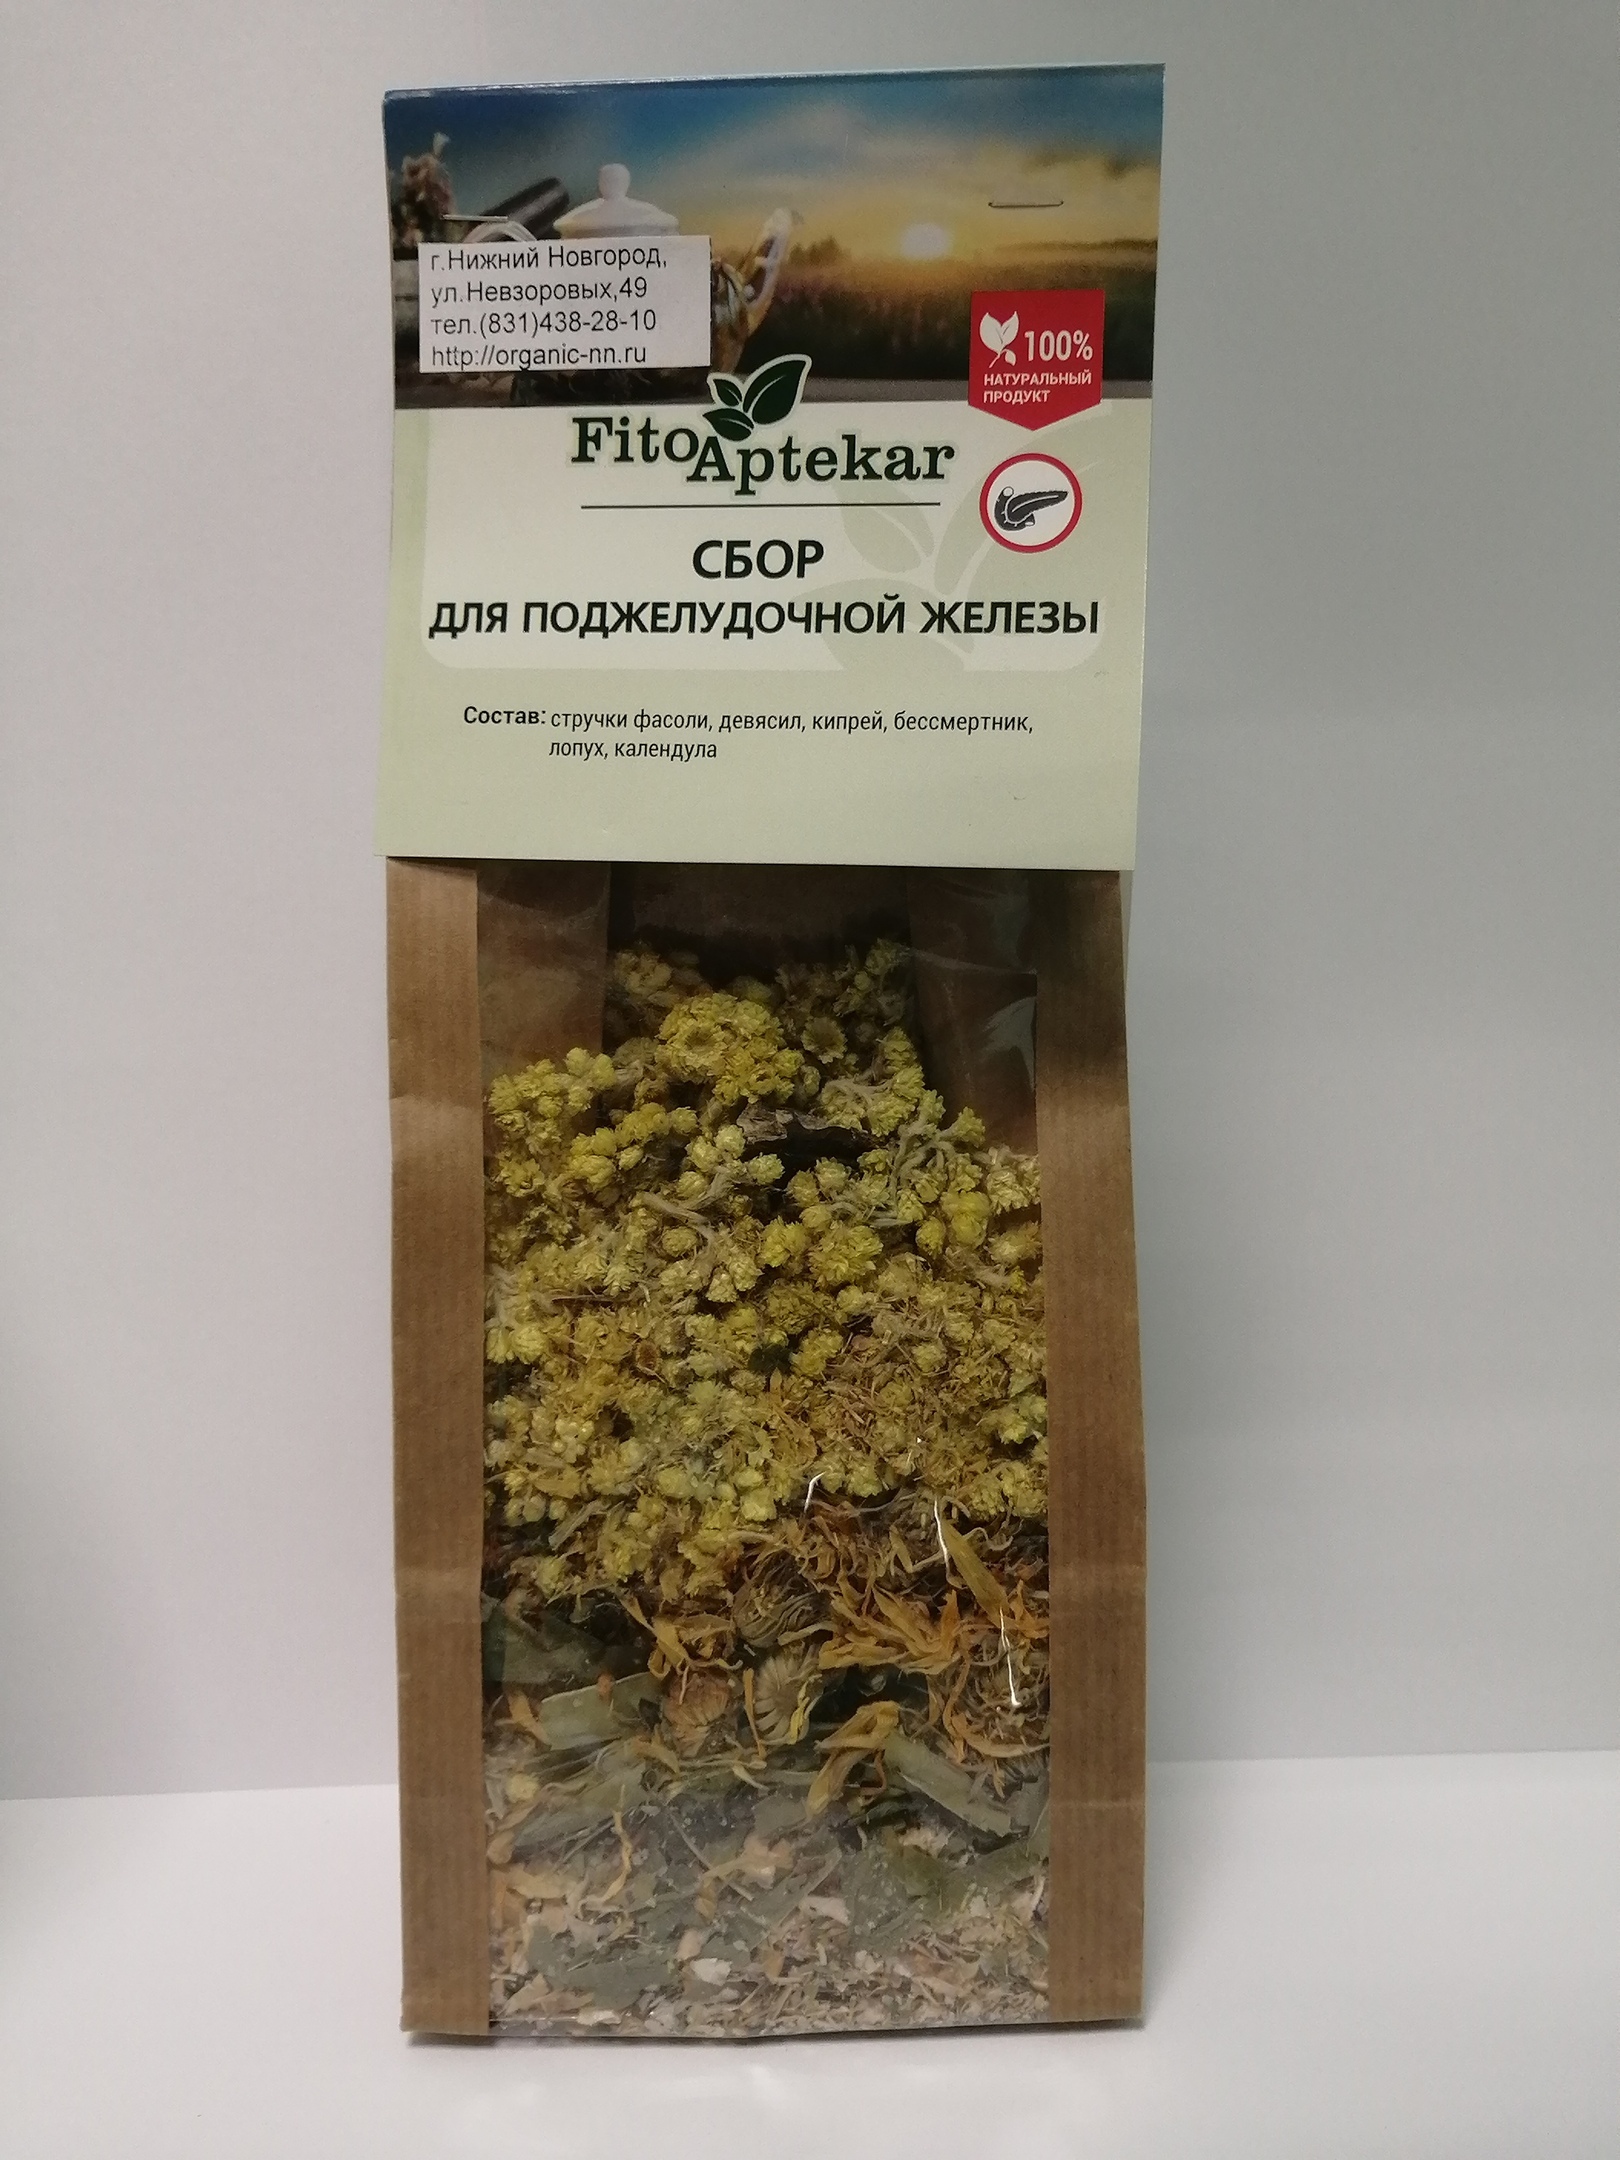 г.Нижний Новгород,
ул.Невзоровых,49
тел.(831)438-28-10
http://organic-nn.ru
100%
НАТУРАЛЬНЫЙ
ПРОДУКТ
FitoAptekar
СБОР
ДЛЯ ПОДЖЕЛУДОЧНОЙ ЖЕЛЕЗЫ
Состав: стручки фасоли, девясил, кипрей, бессмертник,
лопух, календула